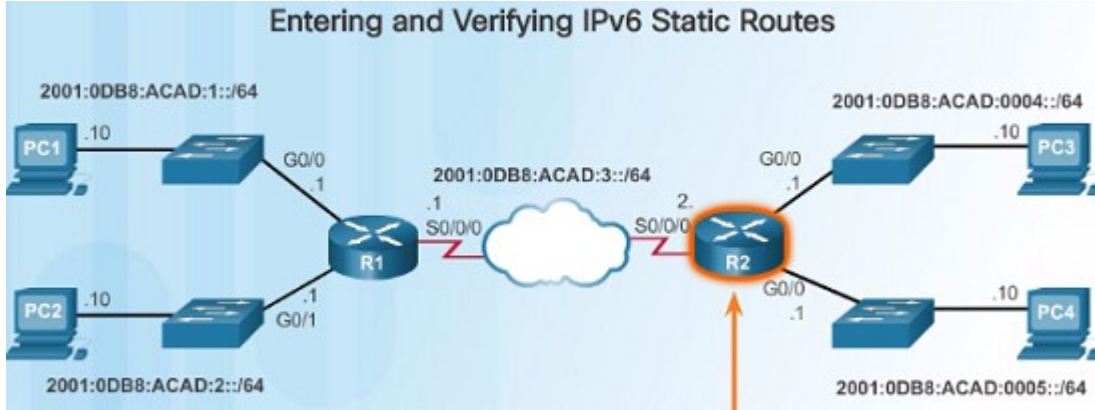 Entering and Verifying IPv6 Static Routes
2001:0DB8:ACAD:1::/64
2001:0DB8:ACAD:0004::/64
PC1
.10
G0/0
.1
2001:0DB8:ACAD:3::/64
.1
S0/0/0
R1
2.
S0/0/0
R2
G0/0
.1
.10
PC3
PC2
.10
.1
G0/1
G0/0
.1
.10
PC4
2001:0DB8:ACAD:2::/64
2001:0DB8:ACAD:0005::/64